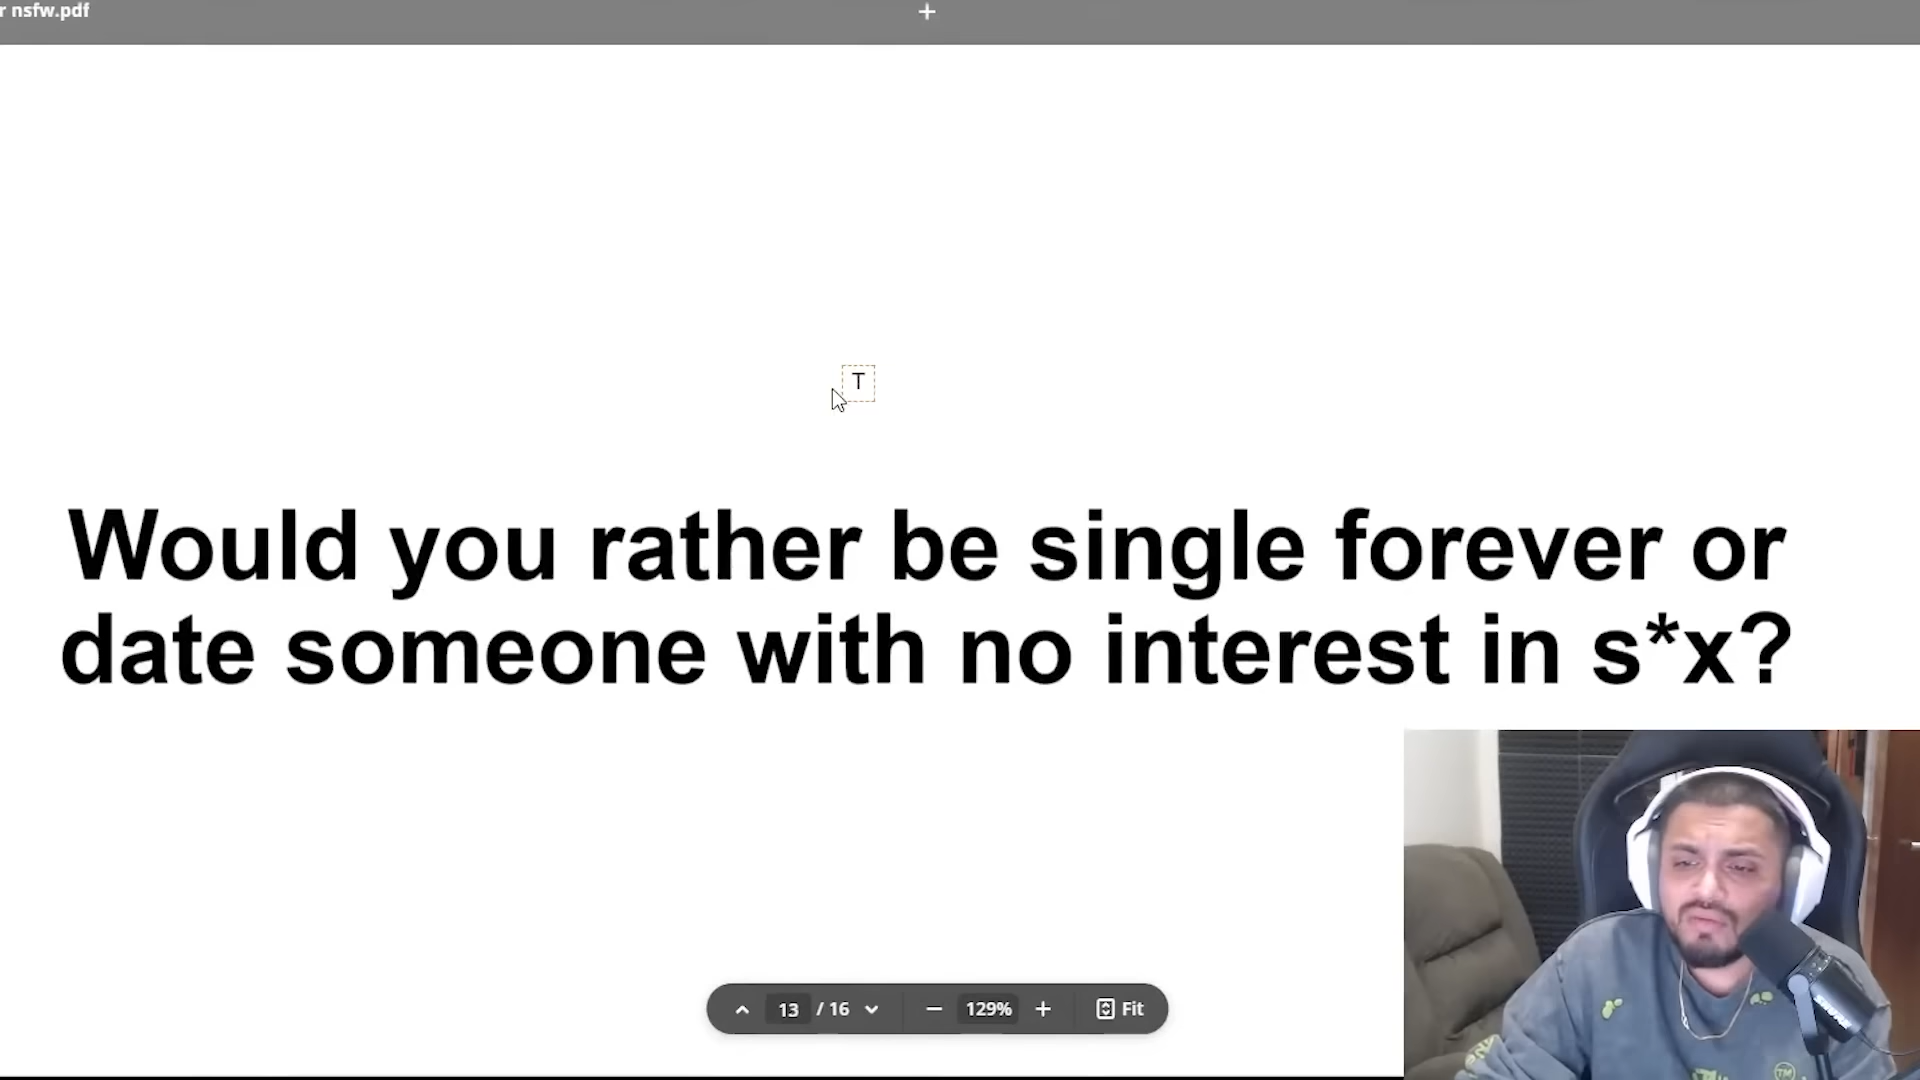 r nsfw.pdf
T
Would you rather be single forever or
date someone with no interest in s*x?
13 / 16 129% Fit
TM